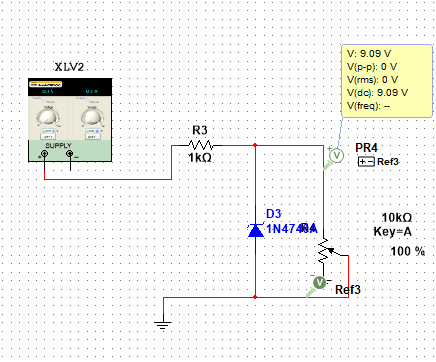 XLV2
V: 9.09 V
V(p-p): 0 V
V(rms): 0 V
V(dc): 9.09 V
V(freq): --
SUPPLY
+ -
R3
1kΩ
+
V
PR4
+ - Ref3
D3
10kΩ
Key=A
100 %
-
V
Ref3